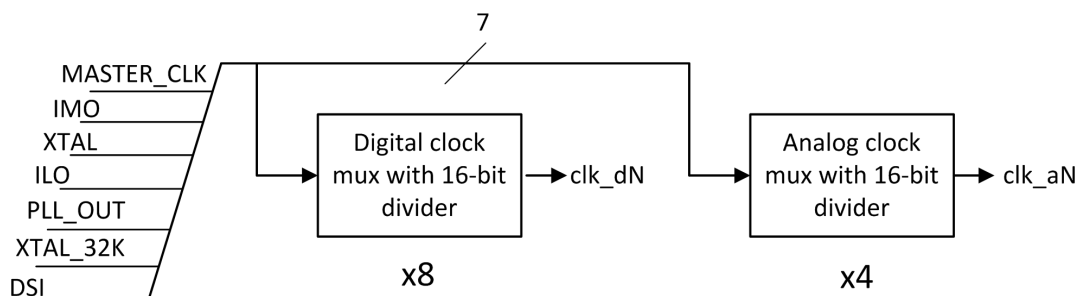 7
MASTER_CLK
IMO
XTAL
ILO
PLL_OUT
XTAL_32K
DSI
Digital clock
mux with 16-bit
divider
clk_dN
x8
Analog clock
mux with 16-bit
divider
clk_aN
x4